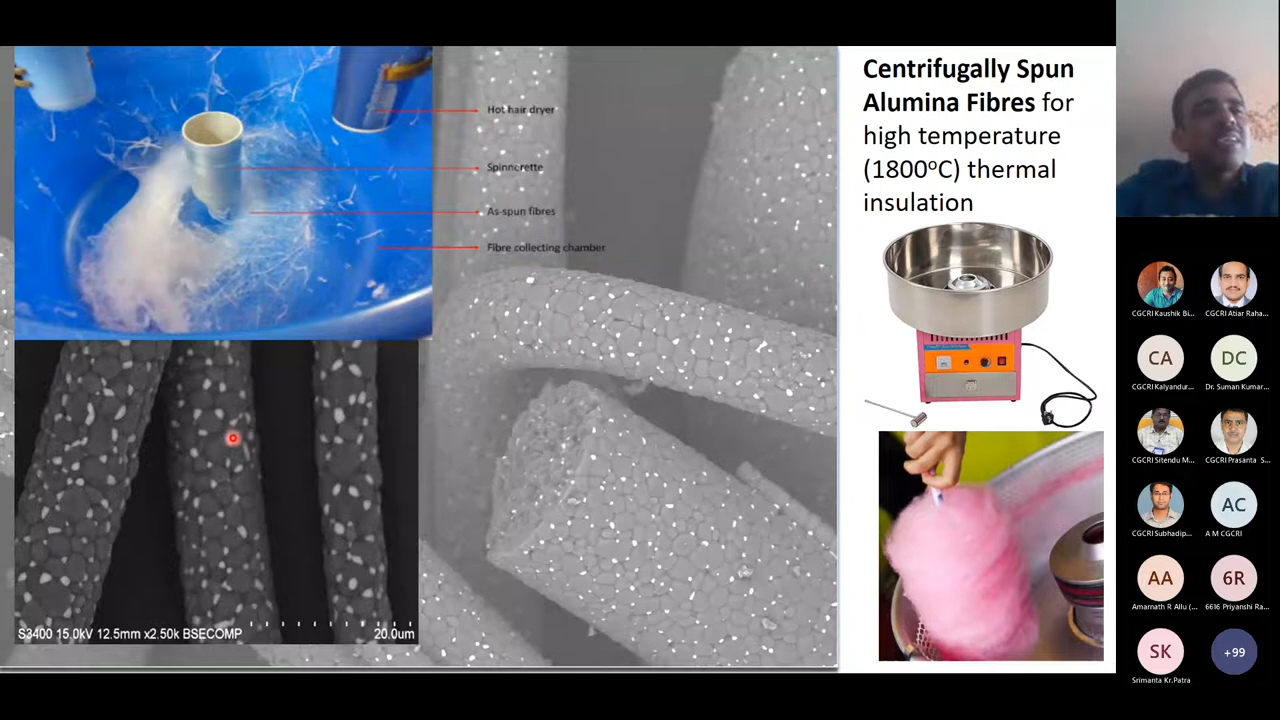 Hot hair dryer
Spinnorette
As-spun fibres
Fibre collecting chamber
S3400 15.0kV 12.5mm x2.50k BSECOMP
20.0um
Centrifugally Spun
Alumina Fibres for
high temperature
(1800°C) thermal
insulation
CGCRI Kaushik Bi...
CGCRI Atiar Raha...
CA
DC
CGCRI Kalyandur...
Dr. Suman Kumar...
CGCRI Sitendu M...
CGCRI Prasanta S...
AC
CGCRI Subhadip...
A M CGCRI
AA
6R
Amarnath R Allu (...
6616 Priyanshi Ra...
SK
+99
Srimanta Kr.Patra